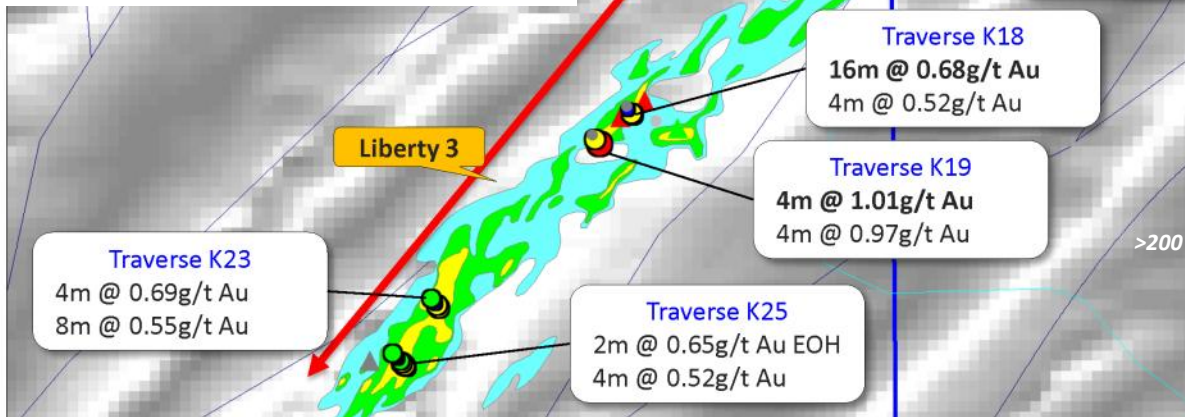 Traverse K18
16m @ 0.68g/t Au
4m @ 0.52g/t Au
Liberty 3
Traverse K19
4m @ 1.01g/t Au
4m @ 0.97g/t Au
>200
Traverse K23
4m @ 0.69g/t Au
8m @ 0.55g/t Au
Traverse K25
2m @ 0.65g/t Au EOH
4m @ 0.52g/t Au